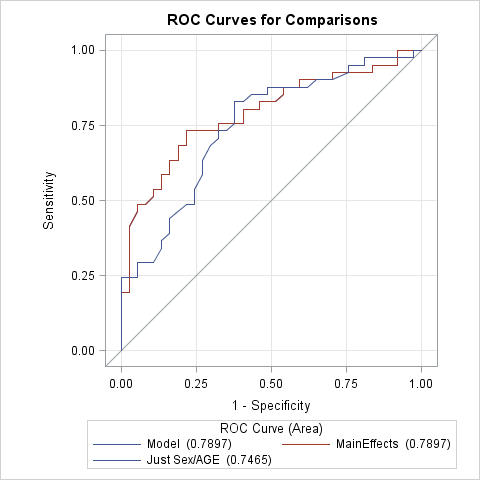 ROC Curves for Comparisons
1.00
0.75
0.50
0.25
0.00
Sensitivity
0.00 0.25 0.50 0.75 1.00
1 - Specificity
ROC Curve (Area)
Model (0.7897) MainEffects (0.7897)
Just Sex/AGE (0.7465)